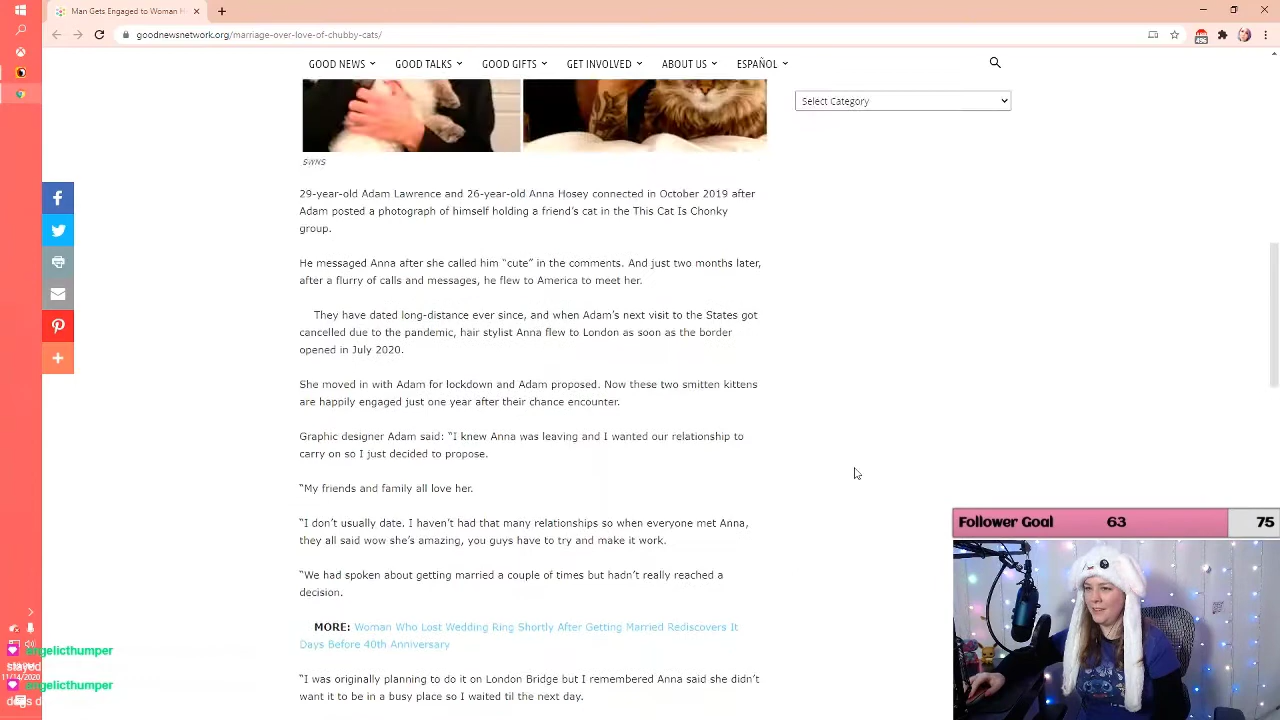 Man Gets Engaged to Woman H
goodnewsnetwork.org/marriage-over-love-of-chubby-cats/
GOOD NEWS GOOD TALKS GOOD GIFTS GET INVOLVED ABOUT US ESPAÑOL
Select Category
SWNS
29-year-old Adam Lawrence and 26-year-old Anna Hosey connected in October 2019 after
Adam posted a photograph of himself holding a friend's cat in the This Cat Is Chonky
group.
He messaged Anna after she called him “cute” in the comments. And just two months later,
after a flurry of calls and messages, he flew to America to meet her.
They have dated long-distance ever since, and when Adam's next visit to the States got
cancelled due to the pandemic, hair stylist Anna flew to London as soon as the border
opened in July 2020.
She moved in with Adam for lockdown and Adam proposed. Now these two smitten kittens
are happily engaged just one year after their chance encounter.
Graphic designer Adam said: “I knew Anna was leaving and I wanted our relationship to
carry on so I just decided to propose.
“My friends and family all love her.
“I don't usually date. I haven't had that many relationships so when everyone met Anna,
they all said wow she's amazing, you guys have to try and make it work.
“We had spoken about getting married a couple of times but hadn't really reached a
decision.
MORE: Woman Who Lost Wedding Ring Shortly After Getting Married Rediscovers It
Days Before 40th Anniversary
“I was originally planning to do it on London Bridge but I remembered Anna said she didn't
want it to be in a busy place so I waited til the next day.
Follower Goal 63 75
engelicthumper
stayed
11/14/2020
engelicthumper